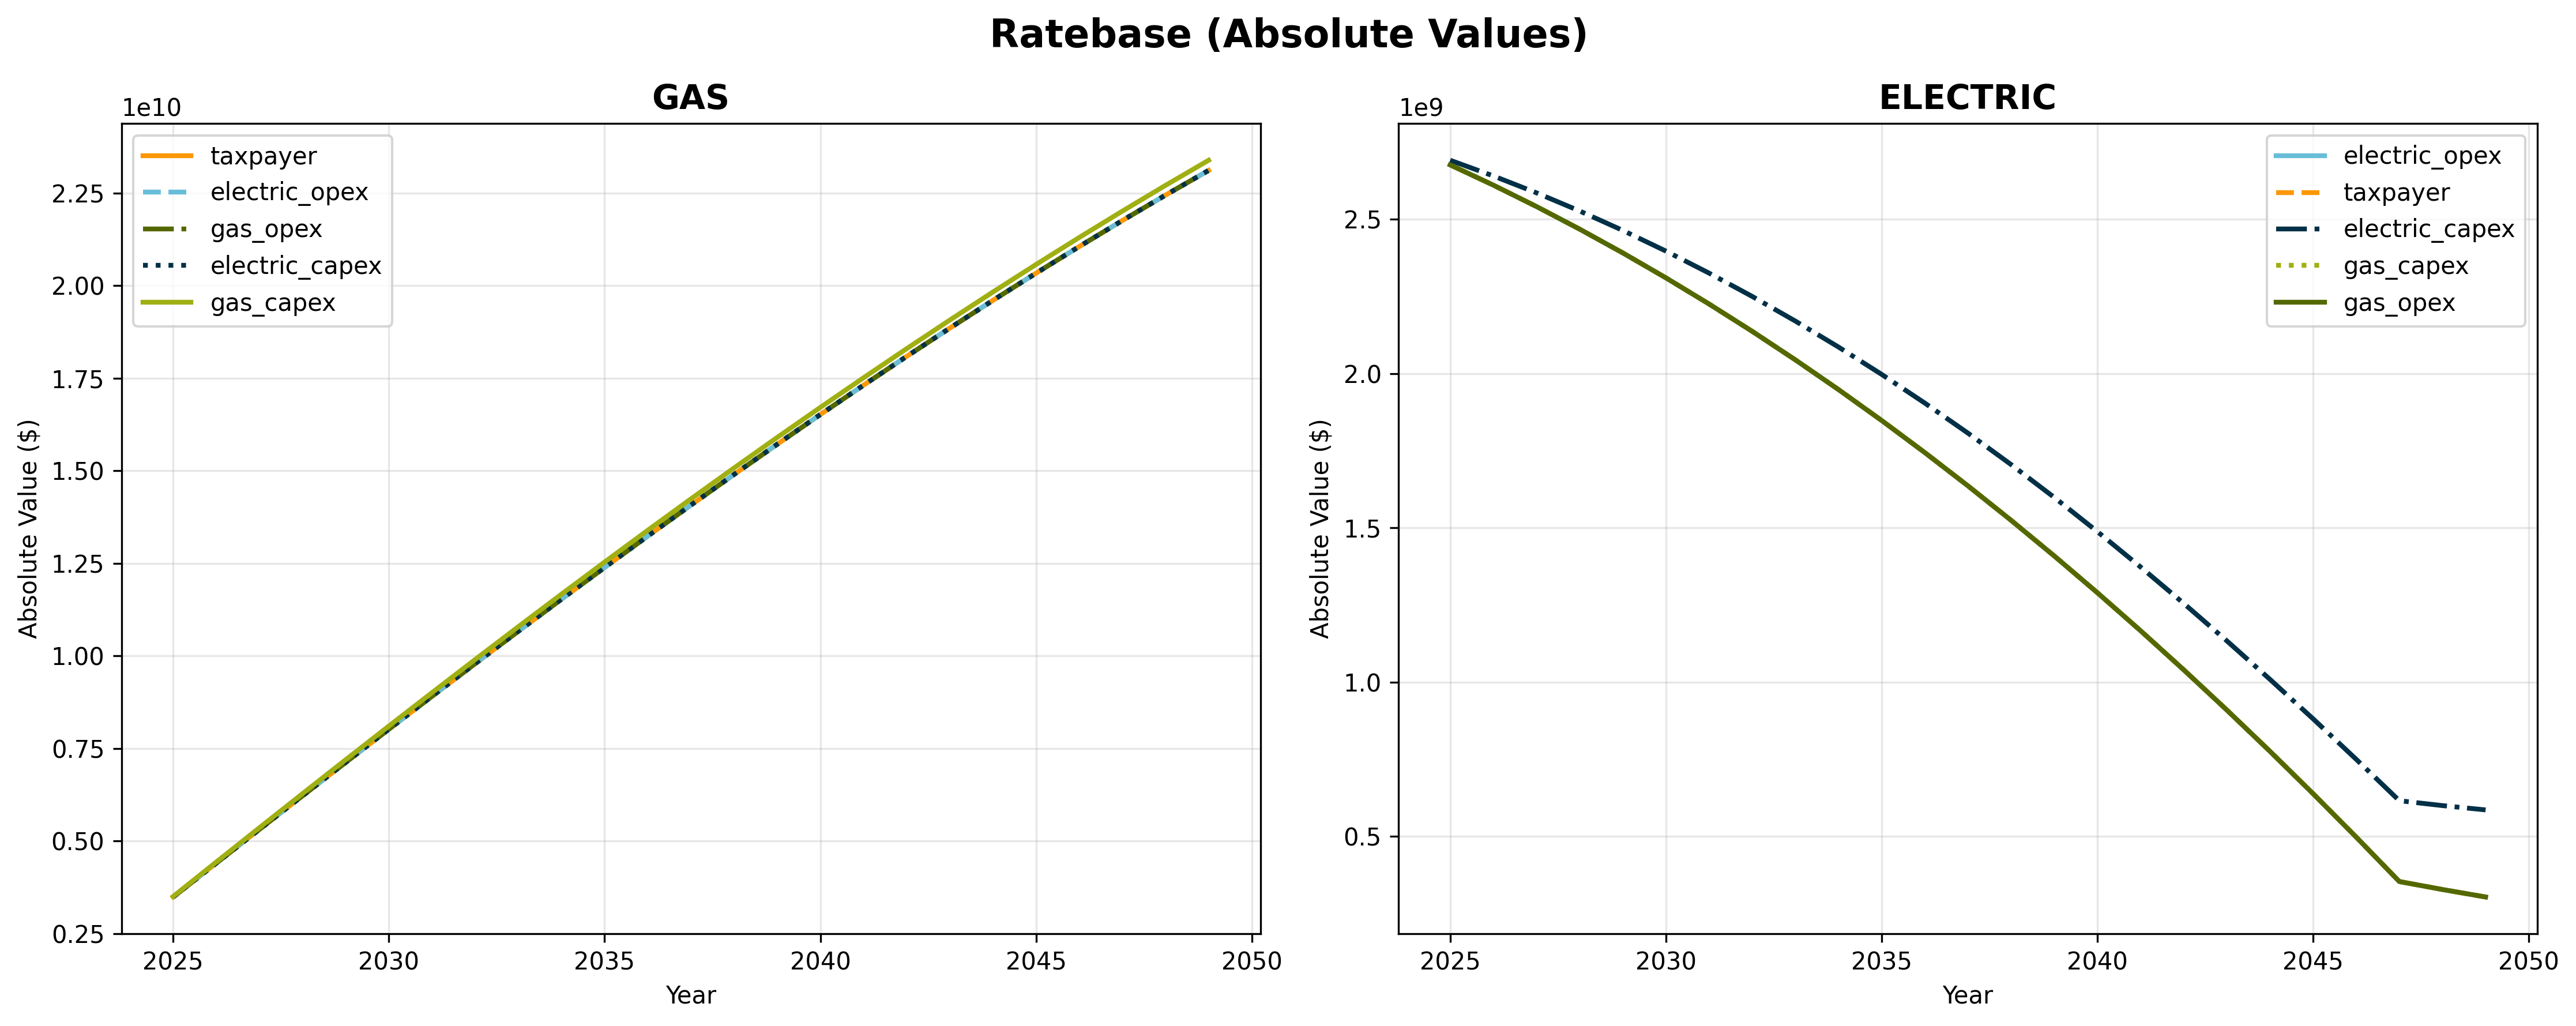 Ratebase (Absolute Values)
GAS
1e10
taxpayer
electric_opex
gas_opex
electric_capex
gas_capex
2.25
2.00
1.75
1.50
1.25
1.00
0.75
0.50
0.25
Absolute Value ($)
2025 2030 2035 2040 2045 2050
Year
ELECTRIC
1e9
electric_opex
taxpayer
electric_capex
gas_capex
gas_opex
2.5
2.0
1.5
1.0
0.5
Absolute Value ($)
2025 2030 2035 2040 2045 2050
Year